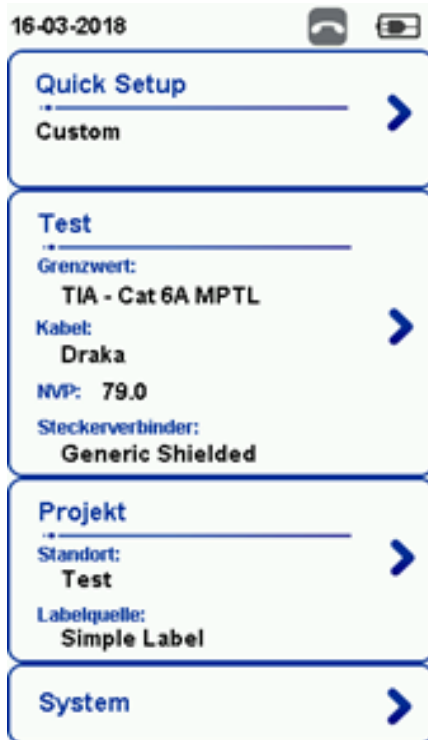 16-03-2018
Quick Setup
Custom
Test
Grenzwert:
TIA - Cat 6A MPTL
Kabel:
Draka
NVP: 79.0
Steckerverbinder:
Generic Shielded
Projekt
Standort:
Test
Labelquelle:
Simple Label
System